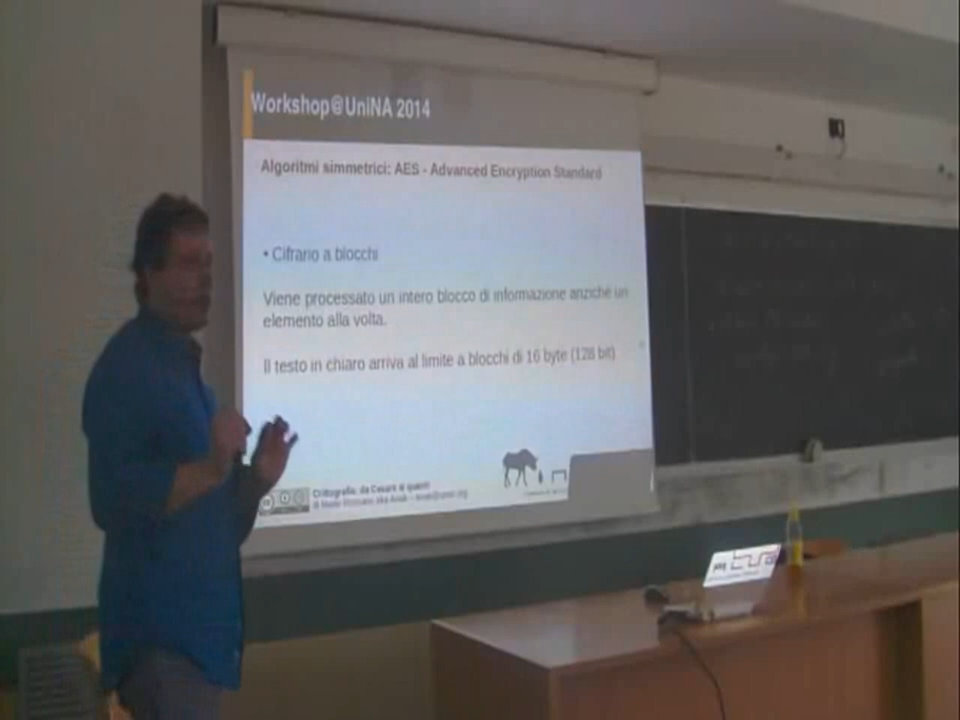 Workshop@UniNA 2014
Algoritmi simmetrici: AES - Advanced Encryption Standard
• Cifrario a blocchi
Viene processato un intero blocco di informazione anziché un
elemento alla volta.
Il testo in chiaro arriva al limite a blocchi di 16 byte (128 bit)
Crittografia: da Cesare ai quanti